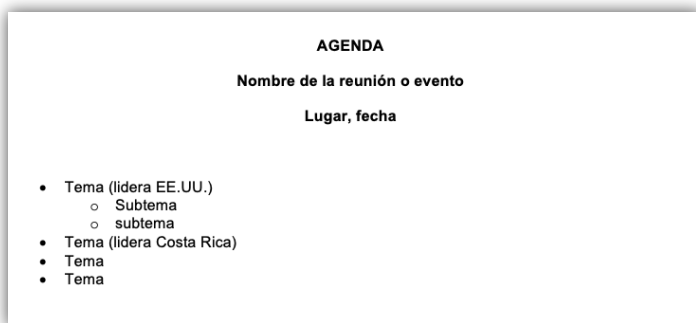 AGENDA
Nombre de la reunión o evento
Lugar, fecha
• Tema (lidera EE.UU.)
o Subtema
o subtema
• Tema (lidera Costa Rica)
• Tema
• Tema